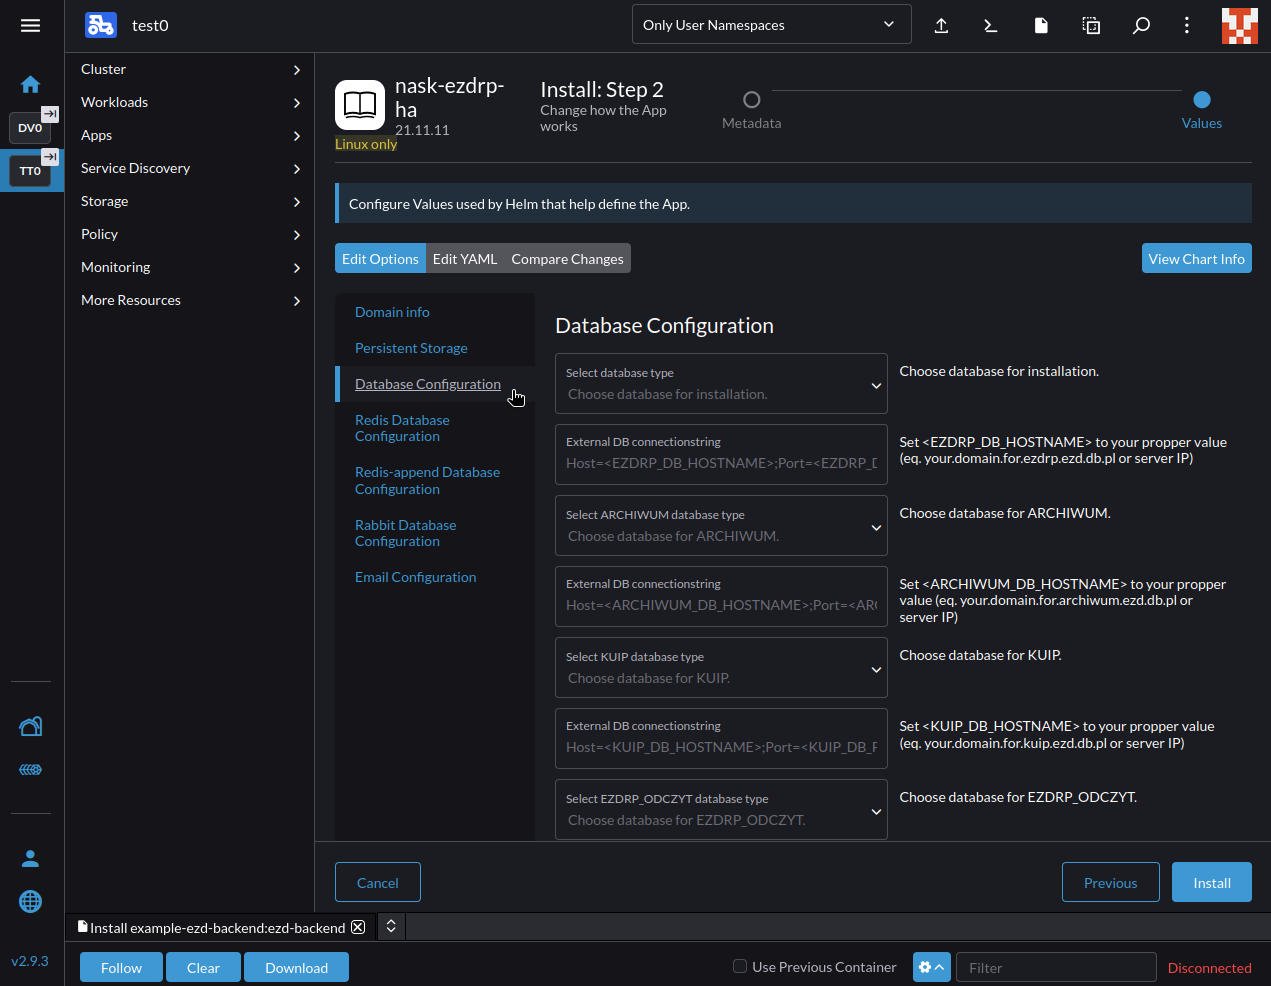 test0
Only User Namespaces
DV0
TT0
Cluster
Workloads
Apps
Service Discovery
Storage
Policy
Monitoring
More Resources
v2.9.3
nask-ezdrp-
ha
21.11.11
Linux only
Install: Step 2
Change how the App
works
Metadata
Values
Configure Values used by Helm that help define the App.
Edit Options
Edit YAML
Compare Changes
View Chart Info
Domain info
Persistent Storage
Database Configuration
Redis Database
Configuration
Redis-append Database
Configuration
Rabbit Database
Configuration
Email Configuration
Database Configuration
Select database type
Choose database for installation.
Choose database for installation.
External DB connectionstring
Host=<EZDRP_DB_HOSTNAME>;Port=<EZDRP_D
Set <EZDRP_DB_HOSTNAME> to your propper value
(eq. your.domain.for.ezdrp.ezd.db.pl or server IP)
Select ARCHIWUM database type
Choose database for ARCHIWUM.
Choose database for ARCHIWUM.
External DB connectionstring
Host=<ARCHIWUM_DB_HOSTNAME>;Port=<ARC
Set <ARCHIWUM_DB_HOSTNAME> to your propper
value (eq. your.domain.for.archiwum.ezd.db.pl or
server IP)
Select KUIP database type
Choose database for KUIP.
Choose database for KUIP.
External DB connectionstring
Host=<KUIP_DB_HOSTNAME>;Port=<KUIP_DB_P
Set <KUIP_DB_HOSTNAME> to your propper value
(eq. your.domain.for.kuip.ezd.db.pl or server IP)
Select EZDRP_ODCZYT database type
Choose database for EZDRP_ODCZYT.
Choose database for EZDRP_ODCZYT.
Cancel
Previous
Install
Install example-ezd-backend:ezd-backend
Follow
Clear
Download
Use Previous Container
Filter
Disconnected